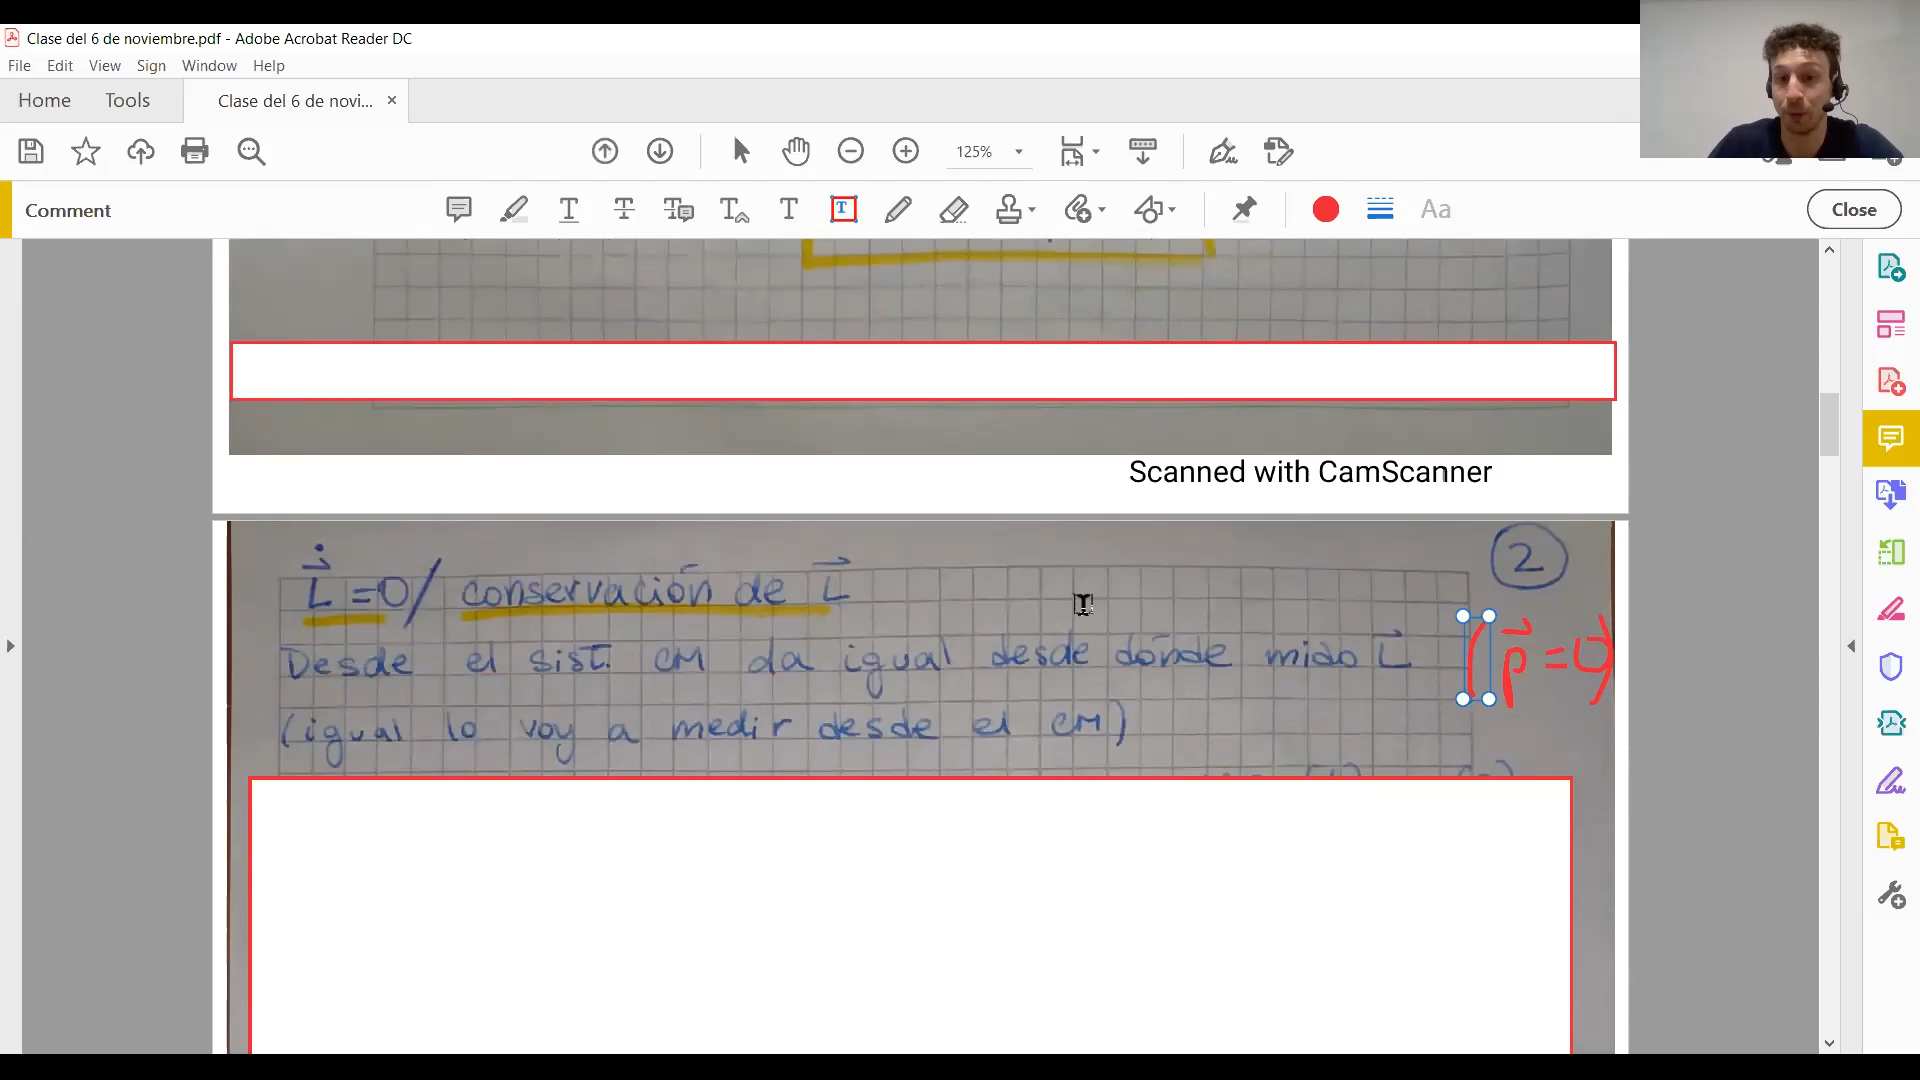 Clase del 6 de noviembre.pdf - Adobe Acrobat Reader DC
File Edit View Sign Window Help
Home Tools Clase del 6 de novi... ×
125%
Comment
Aa
Close
Scanned with CamScanner
2
L̇⃗ = 0 / conservación de L⃗
Desde el sist. CM da igual desde dónde mido L⃗ (p⃗ = 0)
(igual lo voy a medir desde el CM)